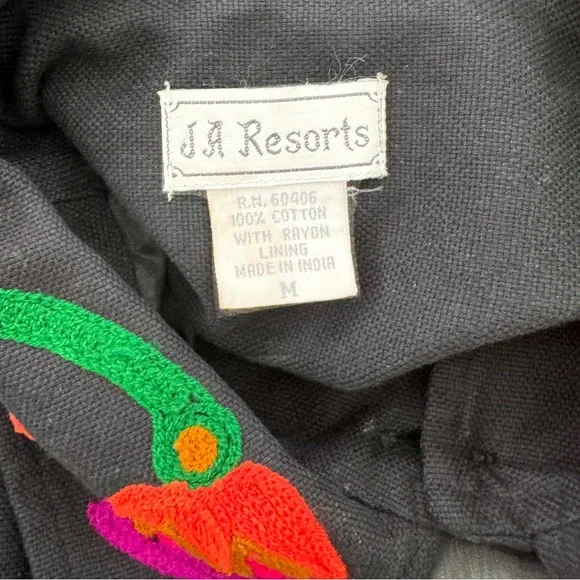 JA Resorts
R.N. 60406
100% COTTON
WITH RAYON
LINING
MADE IN INDIA
M